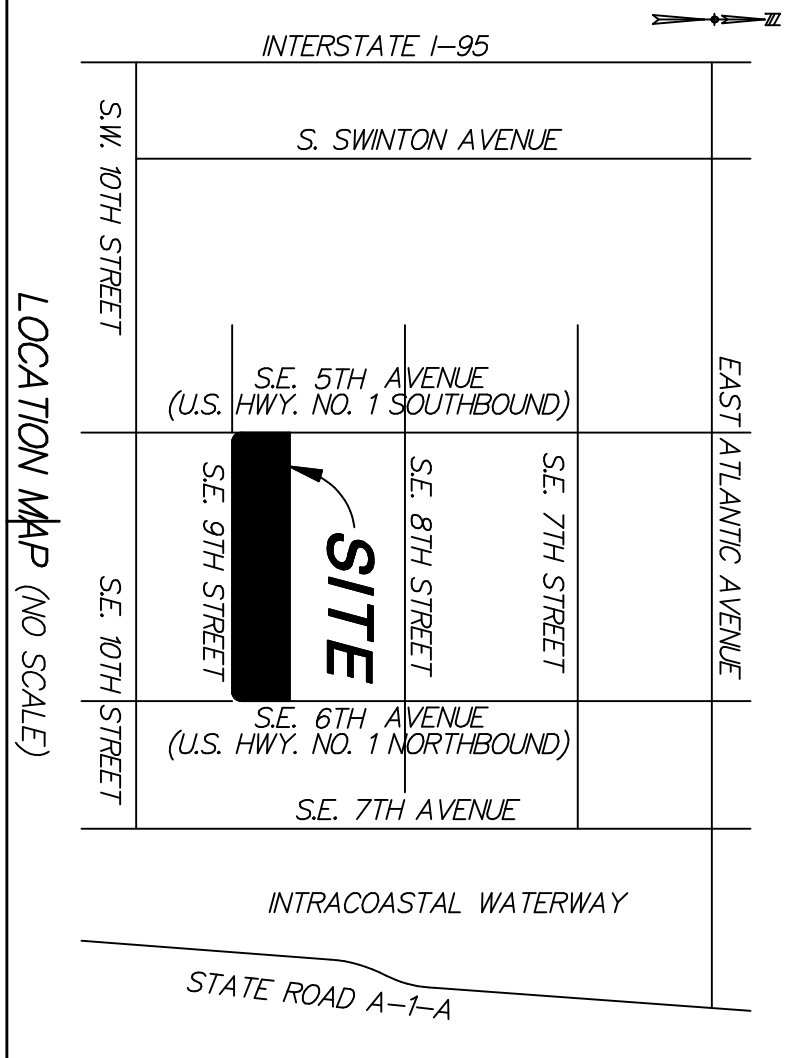 N
INTERSTATE I-95
S. SWINTON AVENUE
S.W. 10TH STREET
S.E. 5TH AVENUE
(U.S. HWY. NO. 1 SOUTHBOUND)
EAST ATLANTIC AVENUE
S.E. 7TH STREET
S.E. 8TH STREET
SITE
S.E. 9TH STREET
S.E. 10TH STREET
S.E. 6TH AVENUE
(U.S. HWY. NO. 1 NORTHBOUND)
S.E. 7TH AVENUE
INTRACOASTAL WATERWAY
STATE ROAD A-1-A
LOCATION MAP (NO SCALE)